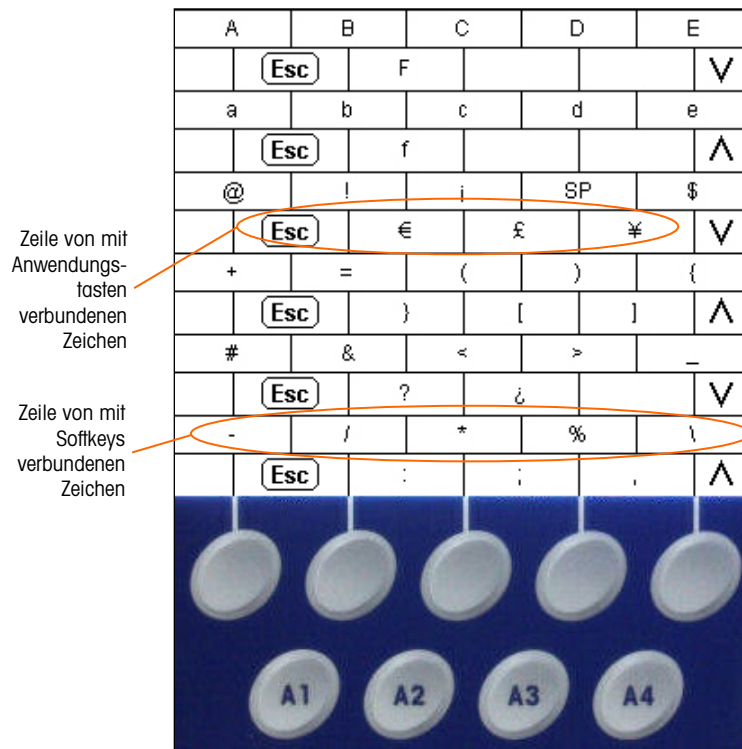 A B C D E
Esc F V
a b c d e
Esc f Λ
@ ! ¡ SP $
Esc € £ ¥ V
+ = ( ) {
Esc } [ ] Λ
# & < > _
Esc ? ¿ V
- / * % \
Esc : ; , Λ
Zeile von mit
Anwendungs-
tasten
verbundenen
Zeichen
Zeile von mit
Softkeys
verbundenen
Zeichen
A1 A2 A3 A4